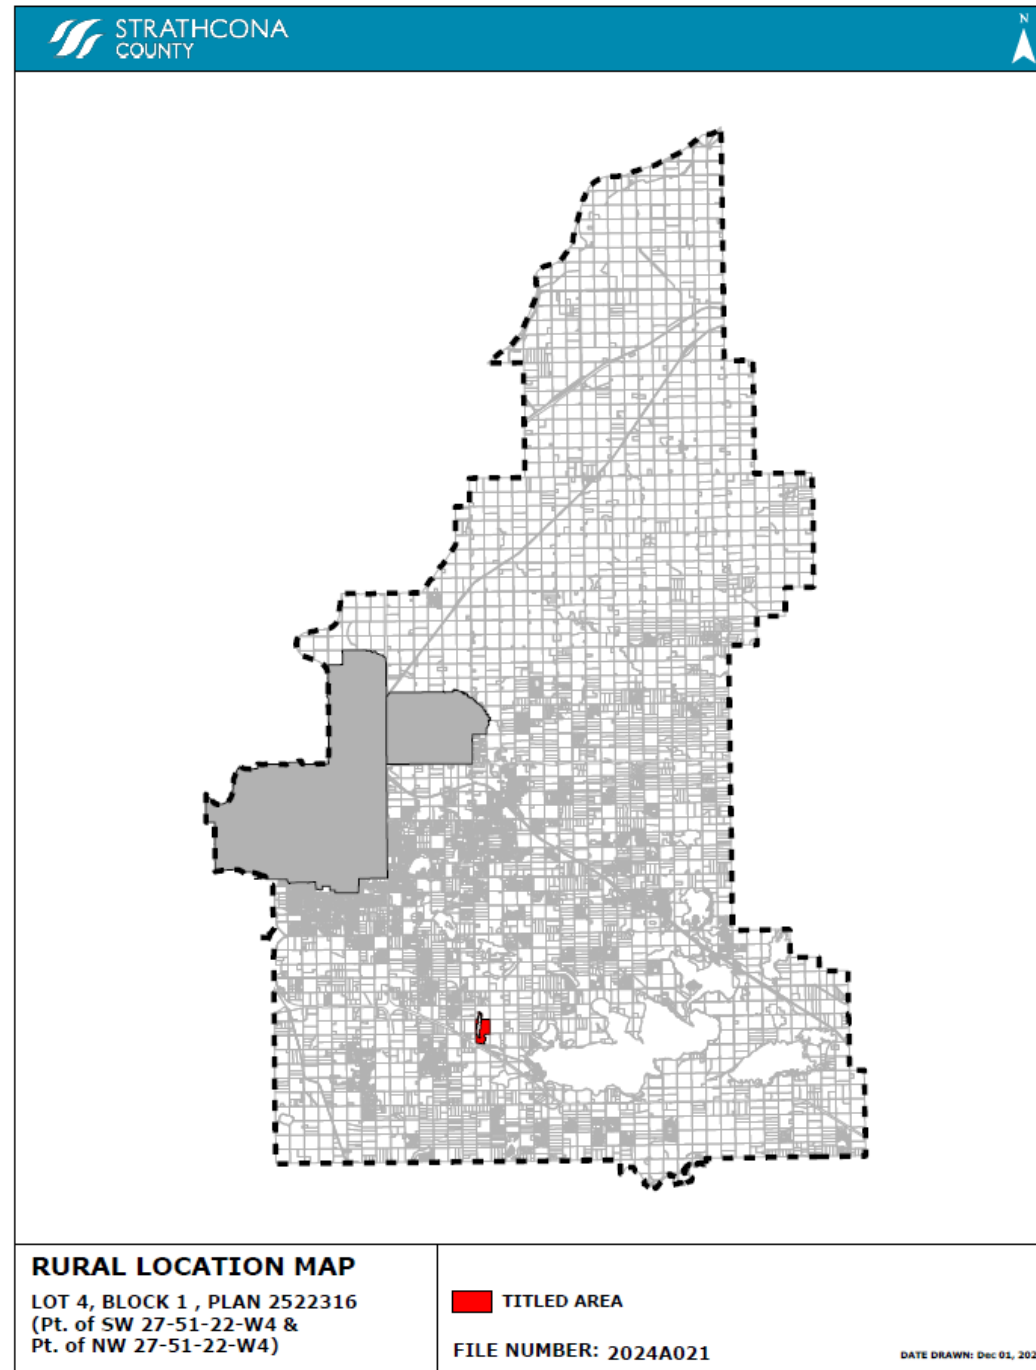 STRATHCONA
COUNTY
N
RURAL LOCATION MAP
LOT 4, BLOCK 1 , PLAN 2522316
(Pt. of SW 27-51-22-W4 &
Pt. of NW 27-51-22-W4)
TITLED AREA
FILE NUMBER: 2024A021
DATE DRAWN: Dec 01, 202